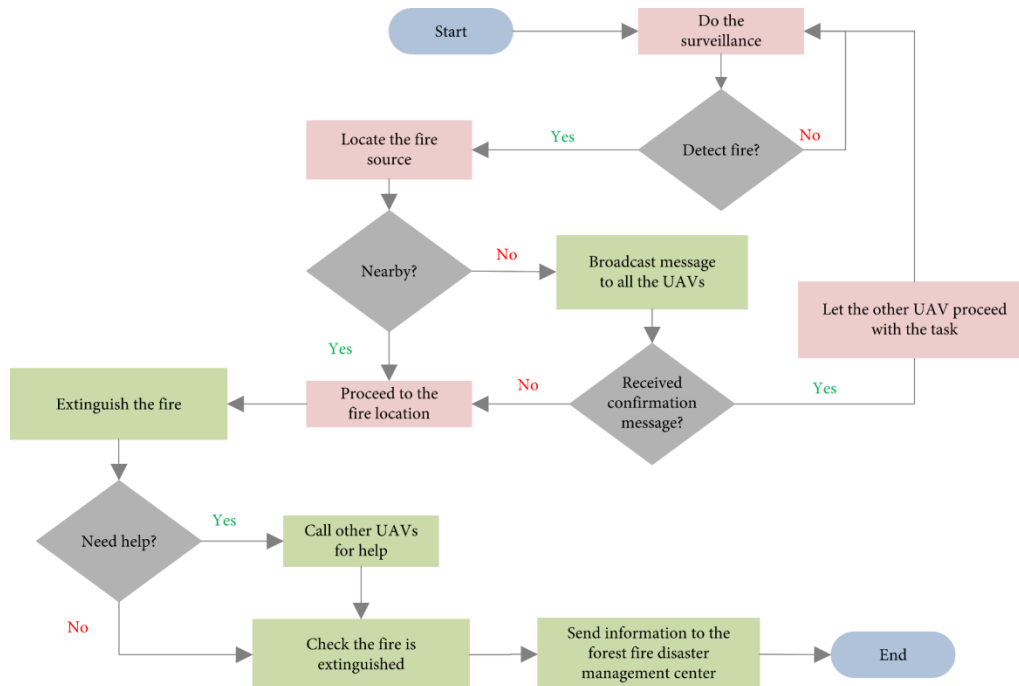 Start
Do the
surveillance
Detect fire?
No
Yes
Locate the fire
source
Nearby?
No
Broadcast message
to all the UAVs
Let the other UAV proceed
with the task
Yes
Received
confirmation
message?
Yes
No
Proceed to the
fire location
Extinguish the fire
Need help?
Yes
Call other UAVs
for help
No
Check the fire is
extinguished
Send information to the
forest fire disaster
management center
End